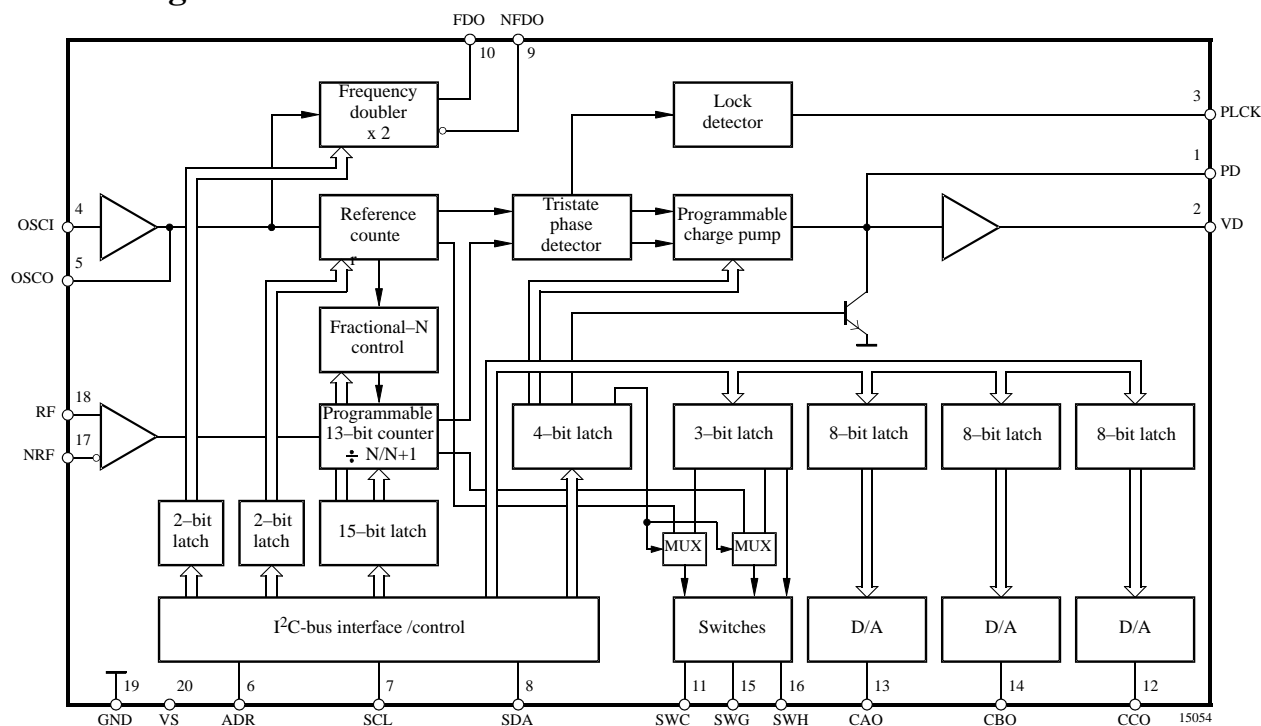 g
FDO NFDO
10 9
Frequency
doubler
x 2
Lock
detector
3
PLCK
1
PD
4
OSCI
Reference
counte
r
Tristate
phase
detector
Programmable
charge pump
2
VD
5
OSCO
Fractional–N
control
18
RF
17
NRF
Programmable
13–bit counter
÷ N/N+1
4–bit latch
3–bit latch
8–bit latch
8–bit latch
8–bit latch
2–bit
latch
2–bit
latch
15–bit latch
MUX
MUX
I²C-bus interface /control
Switches
D/A
D/A
D/A
19 20 6 7 8 11 15 16 13 14 12
GND VS ADR SCL SDA SWC SWG SWH CAO CBO CCO
15054